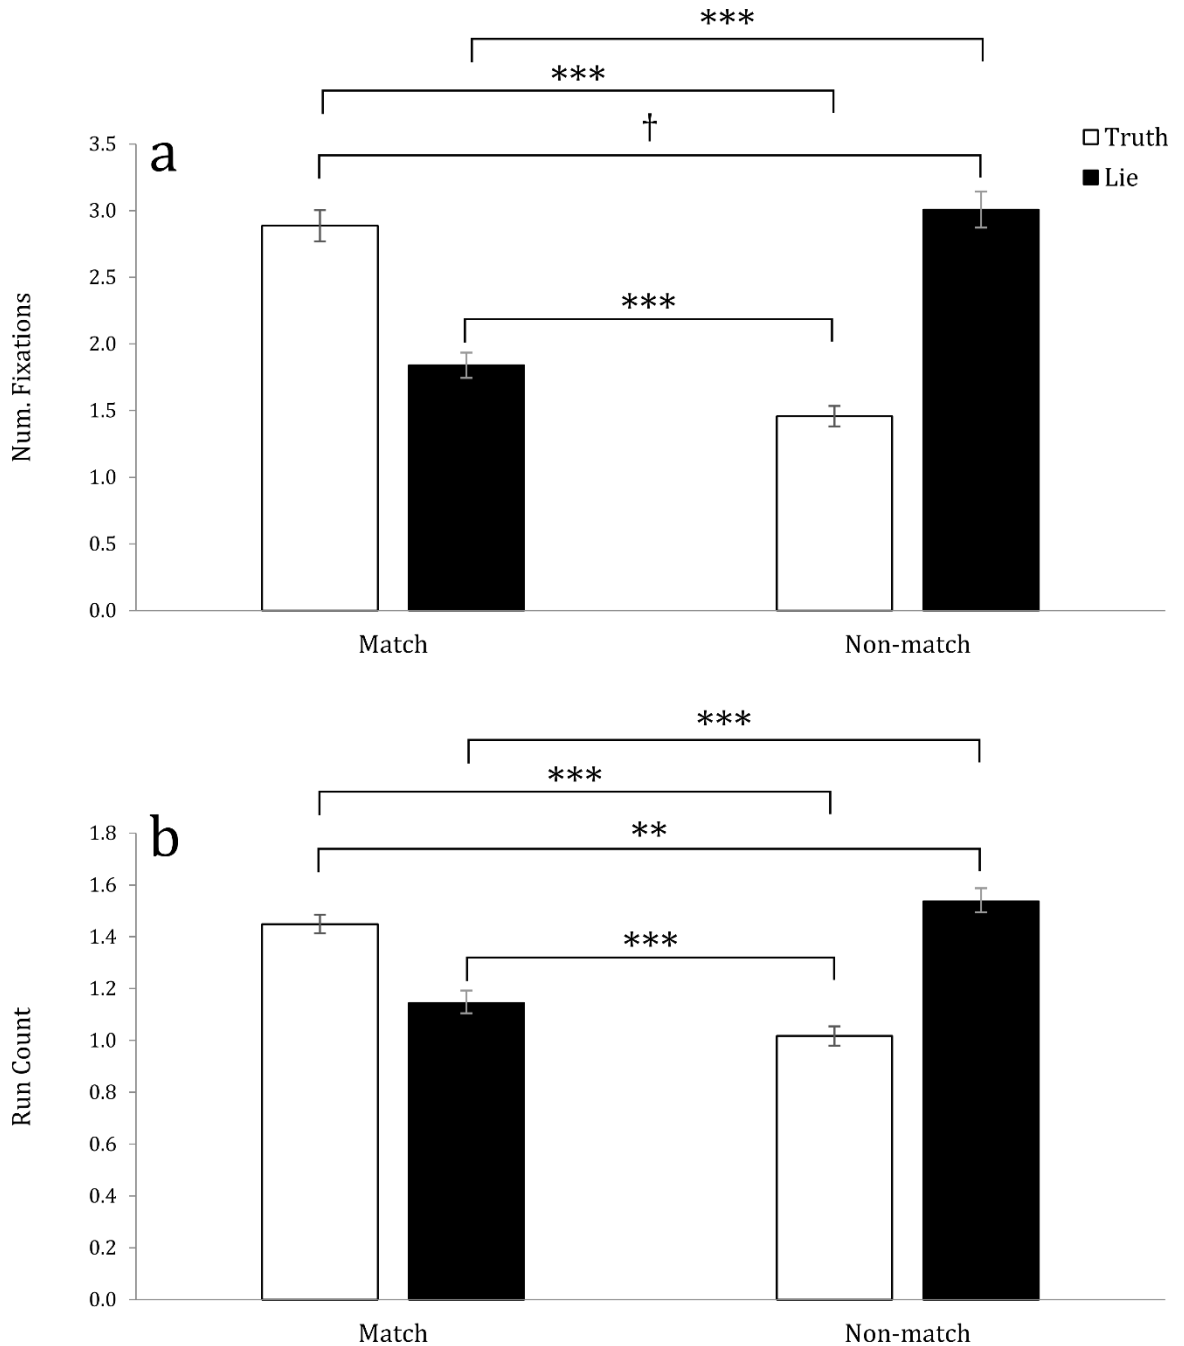 ***
***
†
a
Truth
Lie
3.5
3.0
2.5
***
2.0
1.5
1.0
0.5
0.0
Num. Fixations
Match
Non-match
***
***
**
b
1.8
1.6
1.4
***
1.2
1.0
0.8
0.6
0.4
0.2
0.0
Run Count
Match
Non-match